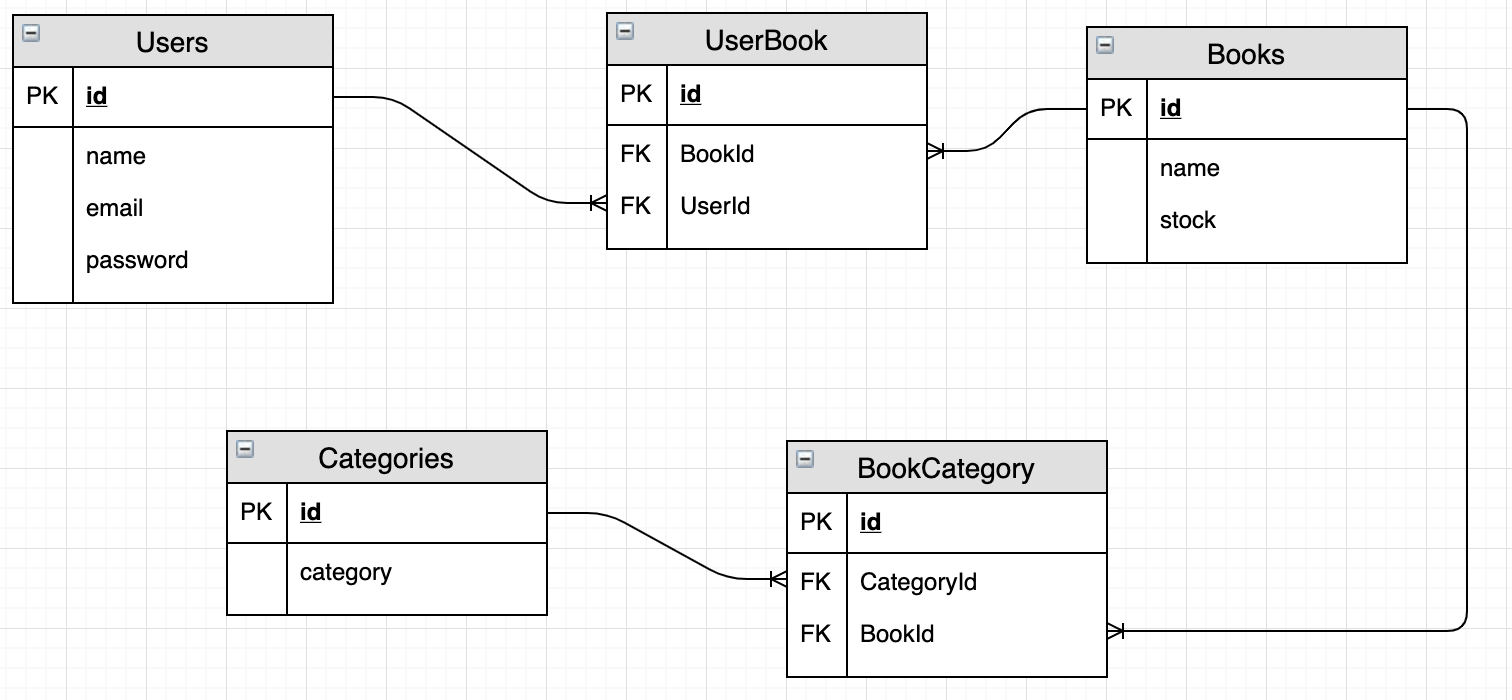 Users
PK id
name
email
password
UserBook
PK id
FK BookId
FK UserId
Books
PK id
name
stock
Categories
PK id
category
BookCategory
PK id
FK CategoryId
FK BookId